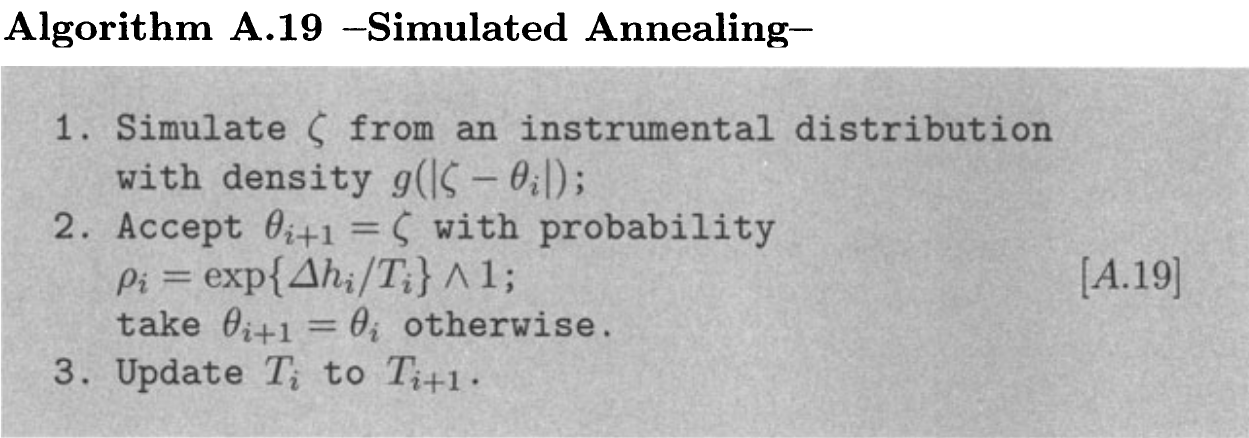 Algorithm A.19 –Simulated Annealing–
1. Simulate ζ from an instrumental distribution
with density g(|ζ − θᵢ|);
2. Accept θᵢ₊₁ = ζ with probability
ρᵢ = exp{Δhᵢ/Tᵢ} ∧ 1; [A.19]
take θᵢ₊₁ = θᵢ otherwise.
3. Update Tᵢ to Tᵢ₊₁.